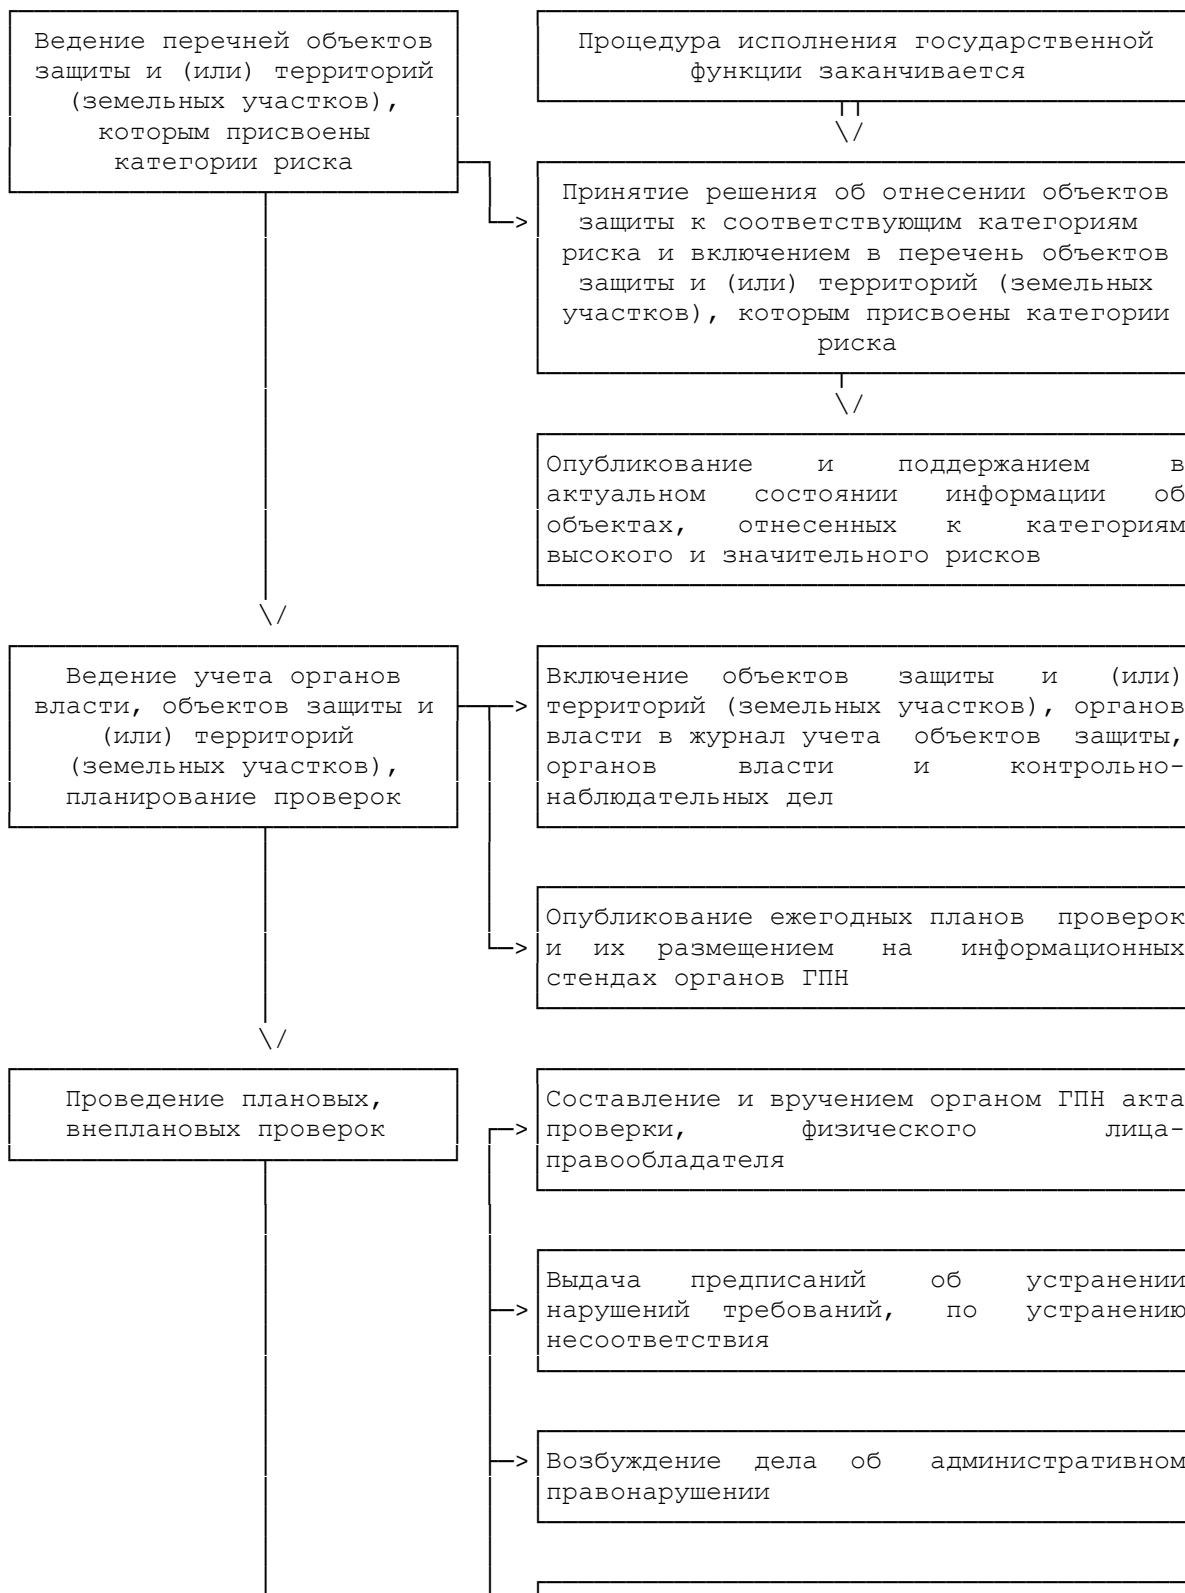 Ведение перечней объектов
защиты и (или) территорий
(земельных участков),
которым присвоены
категории риска
Процедура исполнения государственной
функции заканчивается
Принятие решения об отнесении объектов
защиты к соответствующим категориям
риска и включением в перечень объектов
защиты и (или) территорий (земельных
участков), которым присвоены категории
риска
Опубликование и поддержанием в
актуальном состоянии информации об
объектах, отнесенных к категориям
высокого и значительного рисков
Ведение учета органов
власти, объектов защиты и
(или) территорий
(земельных участков),
планирование проверок
Включение объектов защиты и (или)
территорий (земельных участков), органов
власти в журнал учета объектов защиты,
органов власти и контрольно-
наблюдательных дел
Опубликование ежегодных планов проверок
и их размещением на информационных
стендах органов ГПН
Проведение плановых,
внеплановых проверок
Составление и вручением органом ГПН акта
проверки, физического лица-
правообладателя
Выдача предписаний об устранении
нарушений требований, по устранению
несоответствия
Возбуждение дела об административном
правонарушении